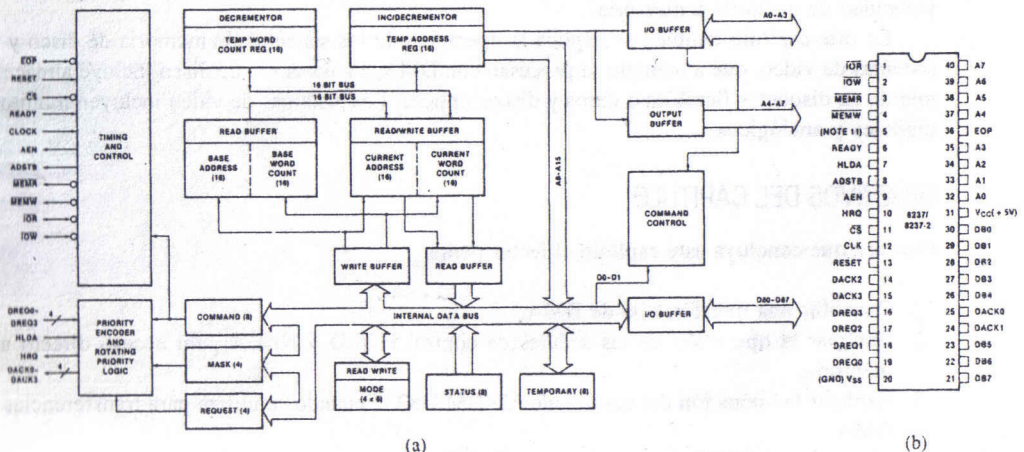 DECREMENTOR
TEMP WORD
COUNT REG (16)
INC/DECREMENTOR
TEMP ADDRESS
REG (16)
16 BIT BUS
16 BIT BUS
READ BUFFER
BASE
ADDRESS
(16)
BASE
WORD
COUNT
(16)
READ/WRITE BUFFER
CURRENT
ADDRESS
(16)
CURRENT
WORD
COUNT
(16)
WRITE BUFFER
READ BUFFER
INTERNAL DATA BUS
EOP
RESET
CS
READY
CLOCK
AEN
ADSTB
MEMR
MEMW
IOR
IOW
TIMING
AND
CONTROL
DREQ0-
DREQ3
4
HLDA
HRQ
DACK0-
DAUK3
4
PRIORITY
ENCODER
AND
ROTATING
PRIORITY
LOGIC
COMMAND (8)
MASK (4)
REQUEST (4)
READ WRITE
MODE
(4 x 6)
STATUS (8)
TEMPORARY (8)
I/O BUFFER
A0-A3
OUTPUT
BUFFER
A4-A7
A8-A15
COMMAND
CONTROL
D0-D1
I/O BUFFER
DB0-DB7
(a)
IOR 1 40 A7
IOW 2 39 A6
MEMR 3 38 A5
MEMW 4 37 A4
(NOTE 11) 5 36 EOP
READY 6 35 A3
HLDA 7 34 A2
ADSTB 8 33 A1
AEN 9 32 A0
HRQ 10 31 VCC(+5V)
CS 11 30 DB0
CLK 12 29 DB1
RESET 13 28 DB2
DACK2 14 27 DB3
DACK3 15 26 DB4
DREQ3 16 25 DACK0
DREQ2 17 24 DACK1
DREQ1 18 23 DB5
DREQ0 19 22 DB6
(GND) VSS 20 21 DB7
8237/
8237-2
(b)